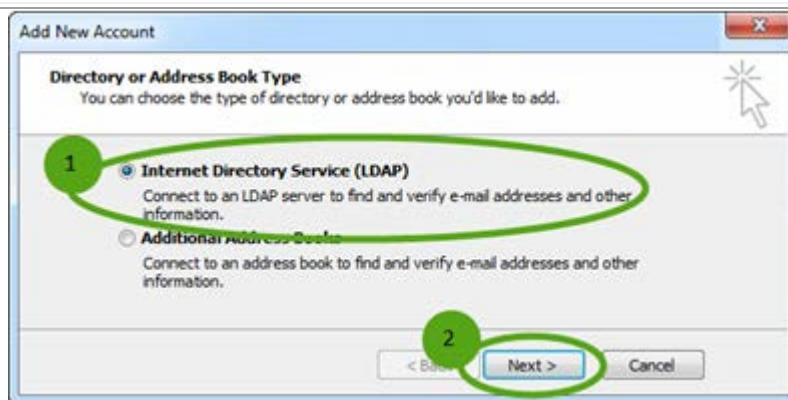 Add New Account
Directory or Address Book Type
You can choose the type of directory or address book you'd like to add.
1
Internet Directory Service (LDAP)
Connect to an LDAP server to find and verify e-mail addresses and other
information.
Additional Address Books
Connect to an address book to find and verify e-mail addresses and other
information.
2
< Back
Next >
Cancel